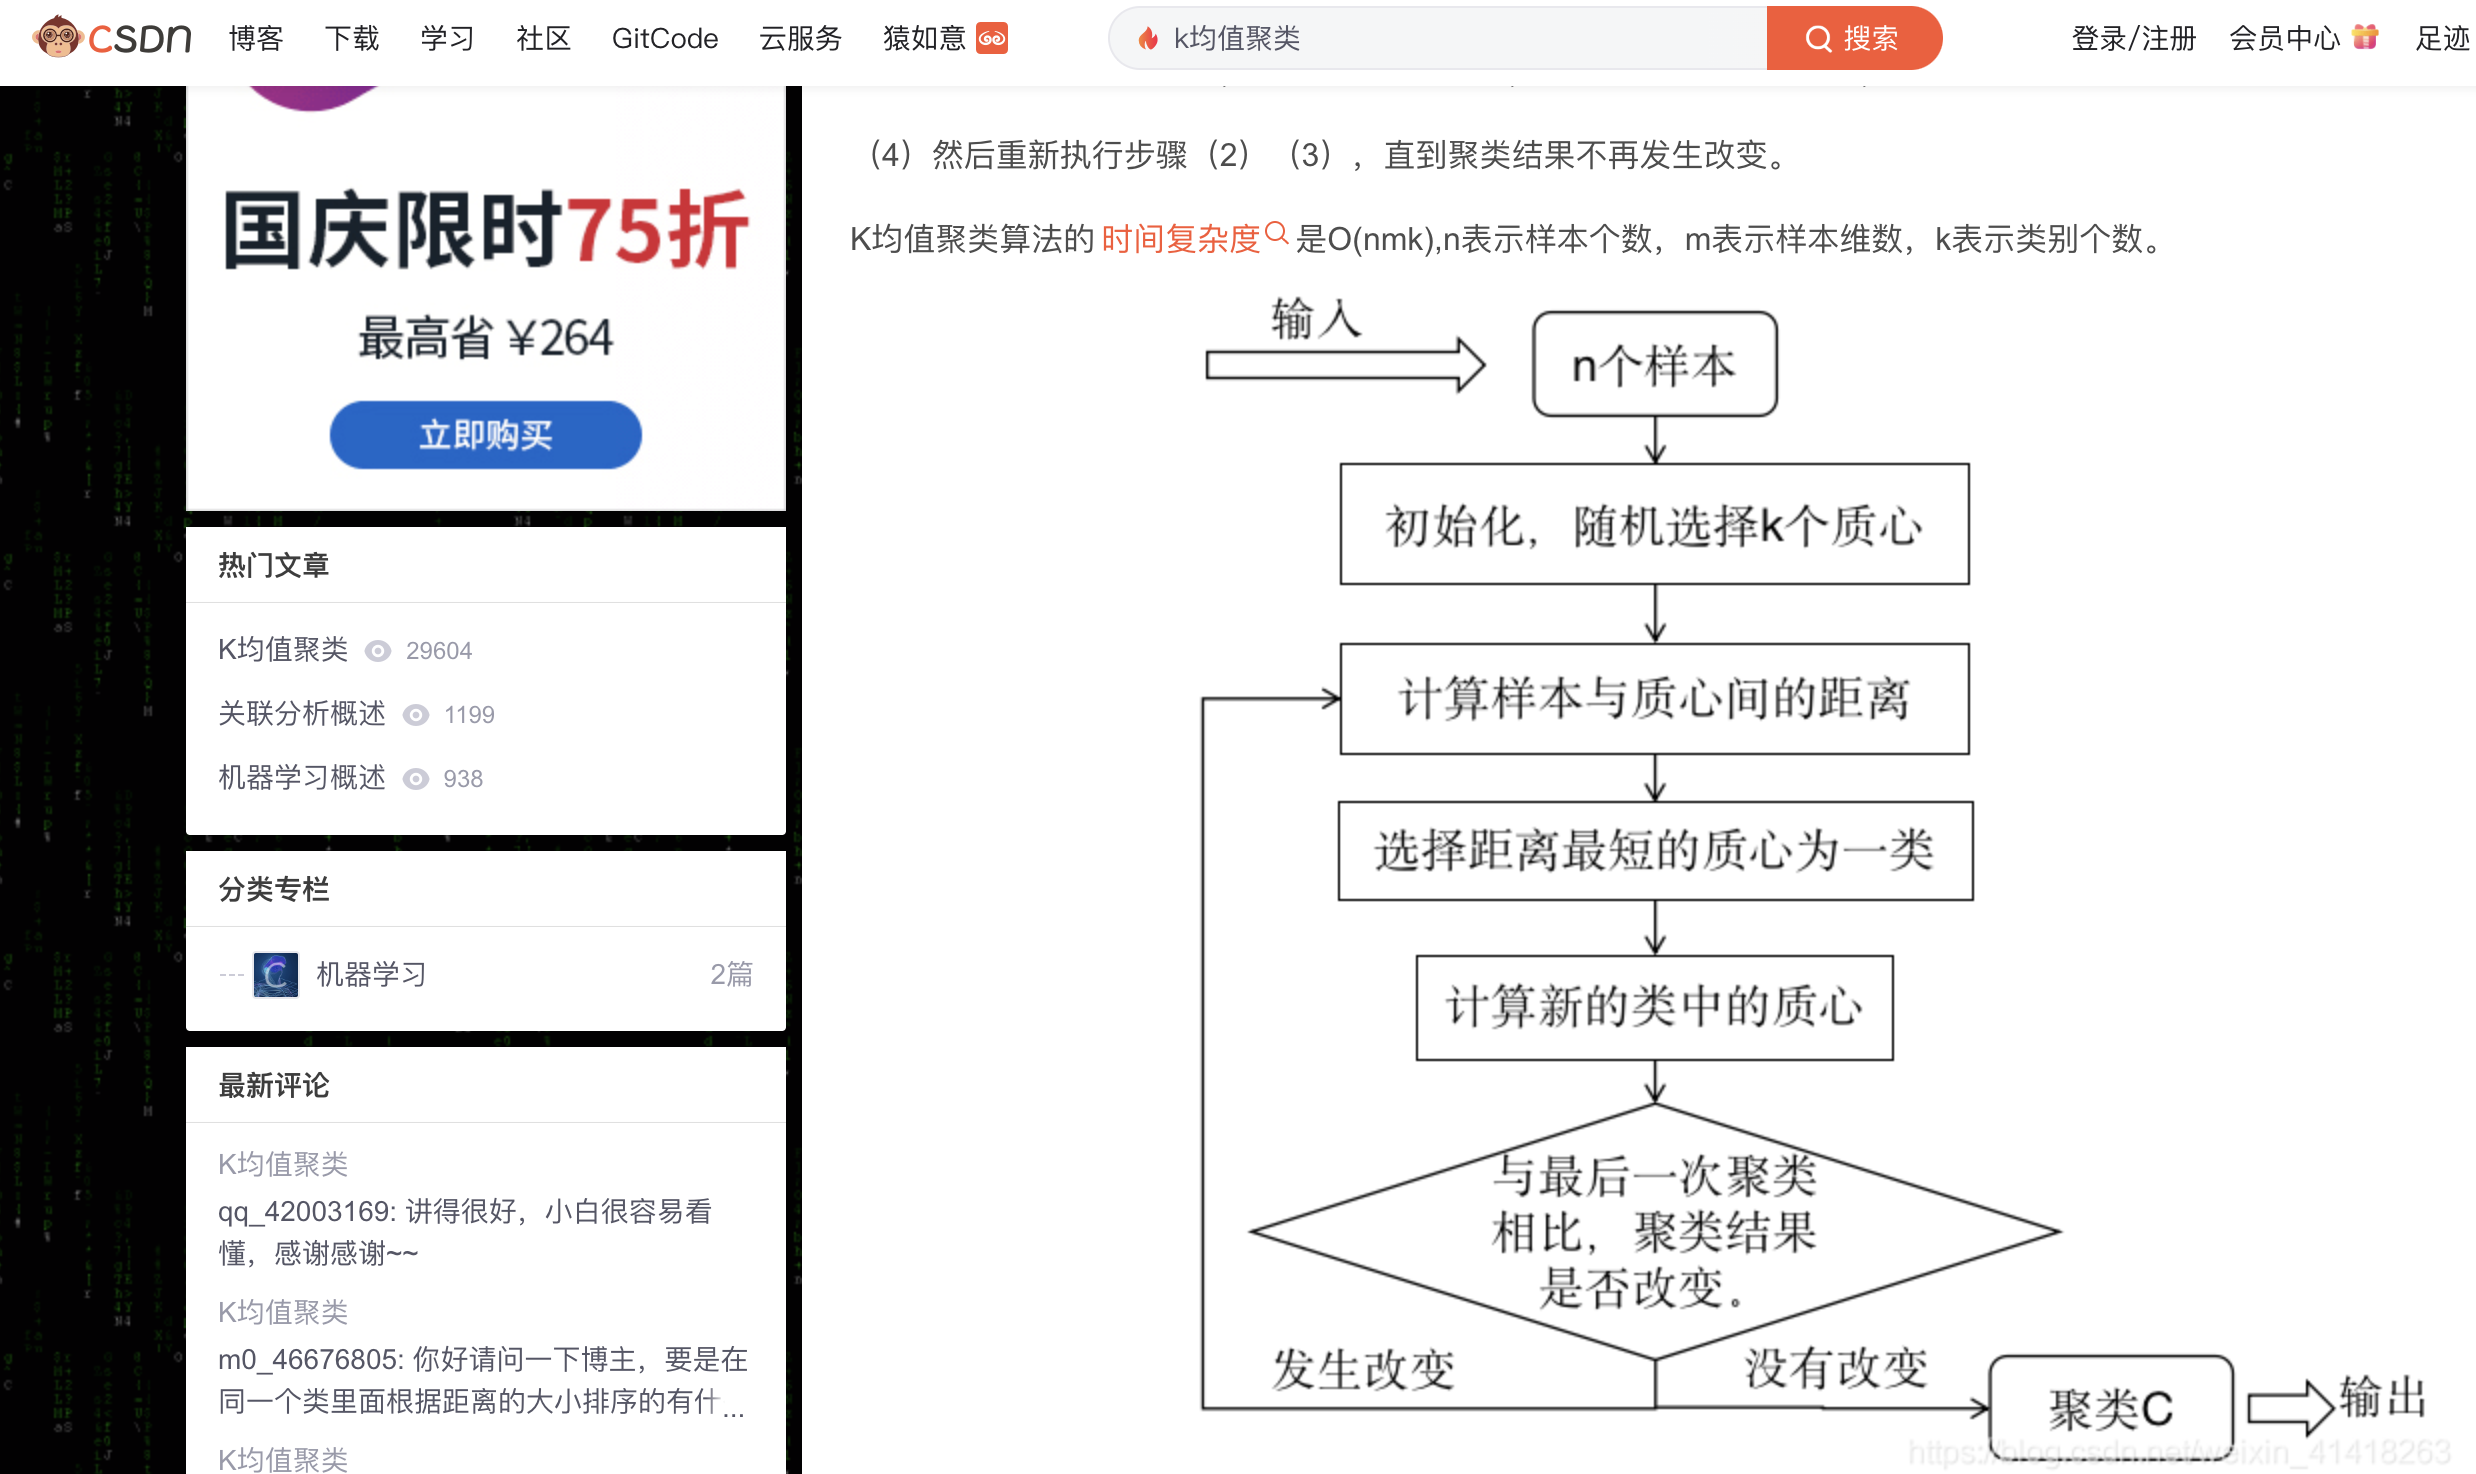 CSDN 博客 下载 学习 社区 GitCode 云服务 猿如意 k均值聚类 搜索 登录/注册 会员中心 足迹
国庆限时75折
最高省 ¥264
立即购买
热门文章
K均值聚类 29604
关联分析概述 1199
机器学习概述 938
分类专栏
--- 机器学习 2篇
最新评论
K均值聚类
qq_42003169: 讲得很好，小白很容易看
懂，感谢感谢~~
K均值聚类
m0_46676805: 你好请问一下博主，要是在
同一个类里面根据距离的大小排序的有什...
K均值聚类
（4）然后重新执行步骤（2）（3），直到聚类结果不再发生改变。
K均值聚类算法的 时间复杂度 是O(nmk),n表示样本个数，m表示样本维数，k表示类别个数。
输入
n个样本
初始化，随机选择k个质心
计算样本与质心间的距离
选择距离最短的质心为一类
计算新的类中的质心
与最后一次聚类
相比，聚类结果
是否改变。
发生改变
没有改变
聚类C
输出
https://blog.csdn.net/weixin_41418263